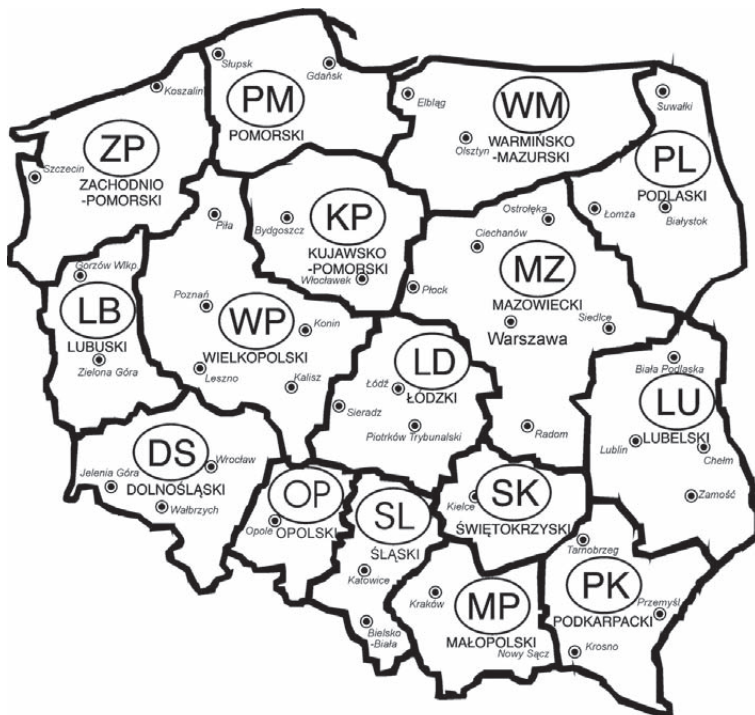 Słupsk
Gdańsk
Koszalin
PM
POMORSKI
Elbląg
WM
WARMIŃSKO
-MAZURSKI
Olsztyn
Suwałki
PL
PODLASKI
ZP
ZACHODNIO
-POMORSKI
Szczecin
Piła
KP
KUJAWSKO
-POMORSKI
Bydgoszcz
Włocławek
Ostrołęka
Ciechanów
Łomża
Białystok
MZ
MAZOWIECKI
Płock
Warszawa
Siedlce
Gorzów Wlkp.
LB
LUBUSKI
Zielona Góra
Poznań
WP
WIELKOPOLSKI
Konin
Leszno
Kalisz
LD
ŁÓDZKI
Łódź
Sieradz
Piotrków Trybunalski
Radom
Biała Podlaska
LU
LUBELSKI
Lublin
Chełm
Zamość
DS
DOLNOŚLĄSKI
Wrocław
Jelenia Góra
Wałbrzych
OP
OPOLSKI
Opole
SL
ŚLĄSKI
Katowice
Bielsko
-Biała
SK
ŚWIĘTOKRZYSKI
Kielce
Tarnobrzeg
MP
MAŁOPOLSKI
Kraków
Nowy Sącz
PK
PODKARPACKI
Przemyśl
Krosno